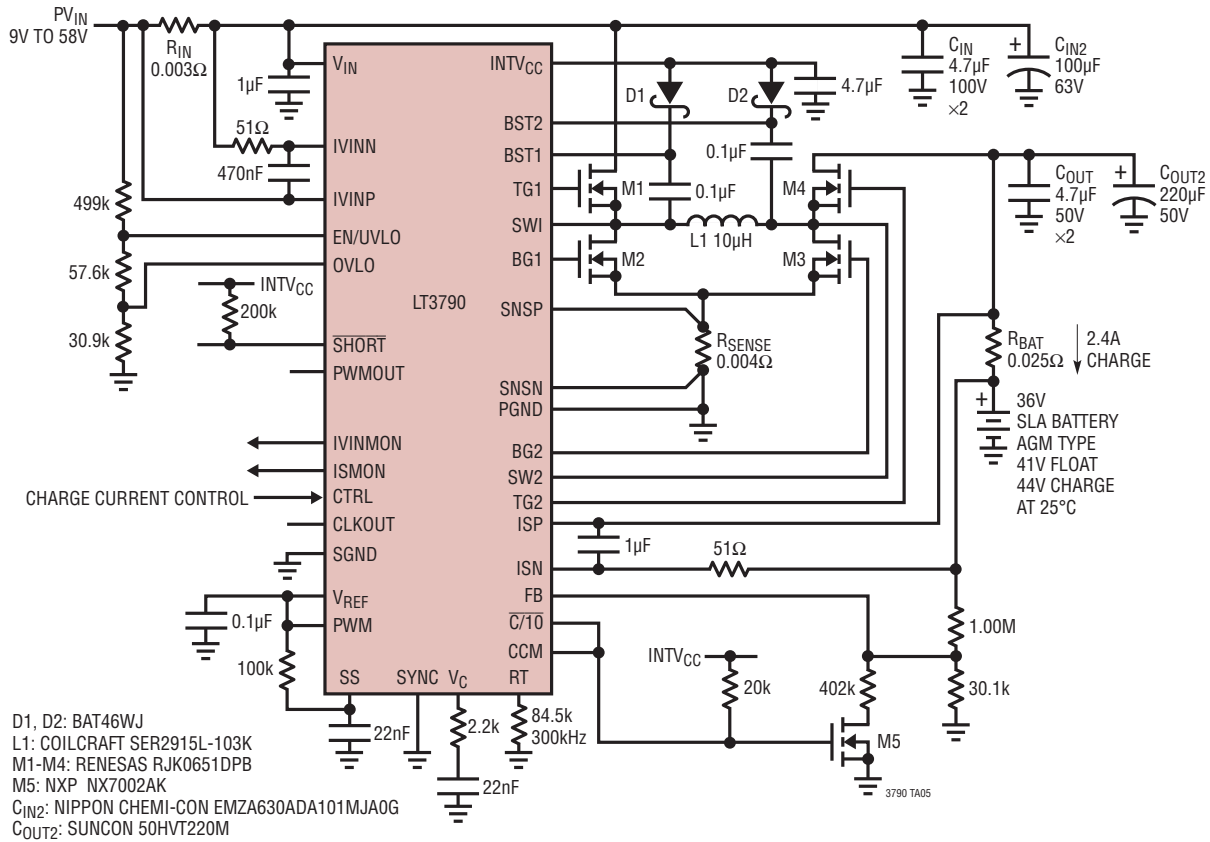 PVIN
9V TO 58V
RIN
0.003Ω
1µF
51Ω
470nF
499k
57.6k
30.9k
INTVCC
200k
CHARGE CURRENT CONTROL
0.1µF
100k
22nF
2.2k
22nF
84.5k
300kHz
LT3790
VIN
IVINN
IVINP
EN/UVLO
OVLO
SHORT
PWMOUT
IVINMON
ISMON
CTRL
CLKOUT
SGND
VREF
PWM
SS
SYNC
VC
RT
INTVCC
BST2
BST1
TG1
SWI
BG1
SNSP
SNSN
PGND
BG2
SW2
TG2
ISP
ISN
FB
C/10
CCM
D1
D2
4.7µF
0.1µF
0.1µF
M1
M4
L1 10µH
M2
M3
RSENSE
0.004Ω
CIN
4.7µF
100V
×2
+
CIN2
100µF
63V
COUT
4.7µF
50V
×2
+
COUT2
220µF
50V
RBAT
0.025Ω
2.4A
CHARGE
+
36V
SLA BATTERY
AGM TYPE
41V FLOAT
44V CHARGE
AT 25°C
1µF
51Ω
1.00M
30.1k
402k
INTVCC
20k
M5
3790 TA05
D1, D2: BAT46WJ
L1: COILCRAFT SER2915L-103K
M1-M4: RENESAS RJK0651DPB
M5: NXP NX7002AK
CIN2: NIPPON CHEMI-CON EMZA630ADA101MJA0G
COUT2: SUNCON 50HVT220M